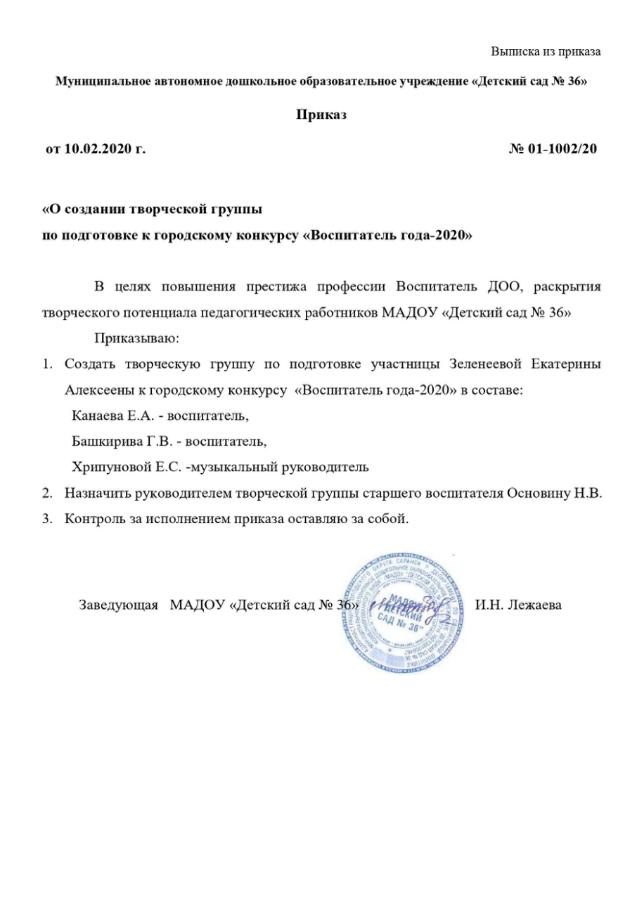 Выписка из приказа
Муниципальное автономное дошкольное образовательное учреждение «Детский сад № 36»
Приказ
от 10.02.2020 г. № 01-1002/20
«О создании творческой группы
по подготовке к городскому конкурсу «Воспитатель года-2020»
В целях повышения престижа профессии Воспитатель ДОО, раскрытия
творческого потенциала педагогических работников МАДОУ «Детский сад № 36»
Приказываю:
1. Создать творческую группу по подготовке участницы Зеленеевой Екатерины
Алексеены к городскому конкурсу «Воспитатель года-2020» в составе:
Канаева Е.А. - воспитатель,
Башкирива Г.В. - воспитатель,
Хрипуновой Е.С. -музыкальный руководитель
2. Назначить руководителем творческой группы старшего воспитателя Основину Н.В.
3. Контроль за исполнением приказа оставляю за собой.
Заведующая МАДОУ «Детский сад № 36» И.Н. Лежаева
МАДОУ
"ДЕТСКИЙ
САД № 36"